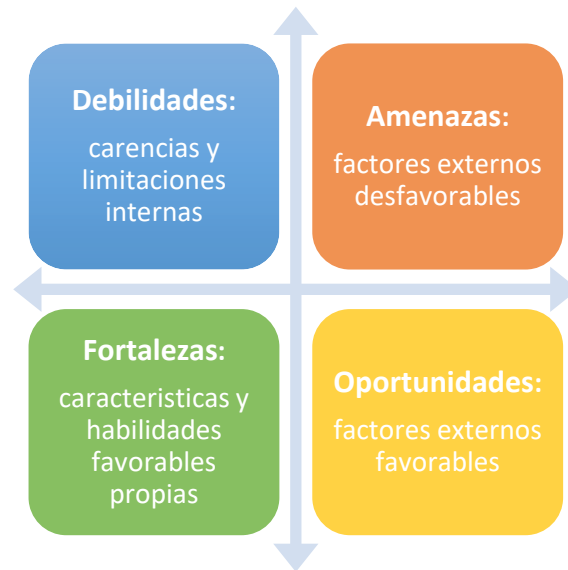 Debilidades:
carencias y
limitaciones
internas
Amenazas:
factores externos
desfavorables
Fortalezas:
caracteristicas y
habilidades
favorables
propias
Oportunidades:
factores externos
favorables